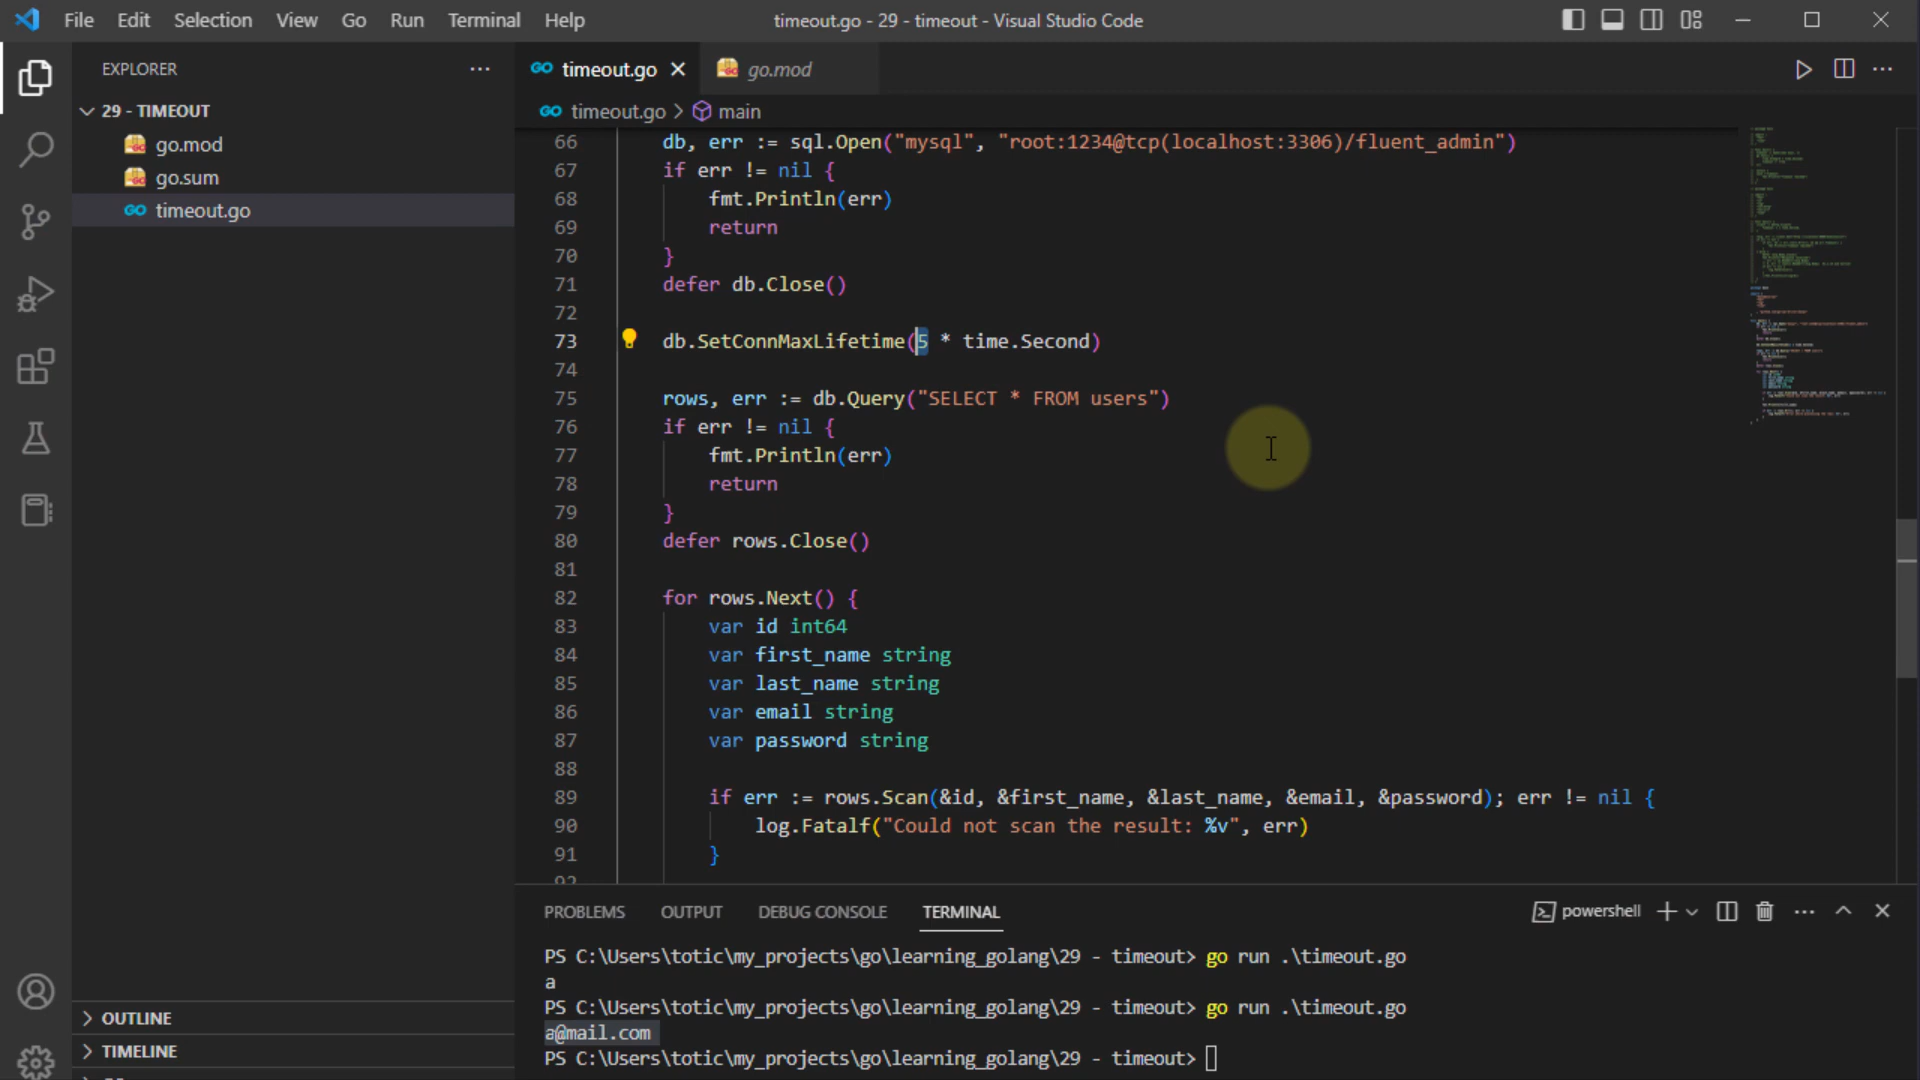 File Edit Selection View Go Run Terminal Help
timeout.go - 29 - timeout - Visual Studio Code
EXPLORER
29 - TIMEOUT
go.mod
go.sum
timeout.go
OUTLINE
TIMELINE
timeout.go
go.mod
timeout.go > main
66 db, err := sql.Open("mysql", "root:1234@tcp(localhost:3306)/fluent_admin")
67 if err != nil {
68 fmt.Println(err)
69 return
70 }
71 defer db.Close()
72
73 db.SetConnMaxLifetime(5 * time.Second)
74
75 rows, err := db.Query("SELECT * FROM users")
76 if err != nil {
77 fmt.Println(err)
78 return
79 }
80 defer rows.Close()
81
82 for rows.Next() {
83 var id int64
84 var first_name string
85 var last_name string
86 var email string
87 var password string
88
89 if err := rows.Scan(&id, &first_name, &last_name, &email, &password); err != nil {
90 log.Fatalf("Could not scan the result: %v", err)
91 }
92
PROBLEMS OUTPUT DEBUG CONSOLE TERMINAL
powershell
PS C:\Users\totic\my_projects\go\learning_golang\29 - timeout> go run .\timeout.go
a
PS C:\Users\totic\my_projects\go\learning_golang\29 - timeout> go run .\timeout.go
a@mail.com
PS C:\Users\totic\my_projects\go\learning_golang\29 - timeout>